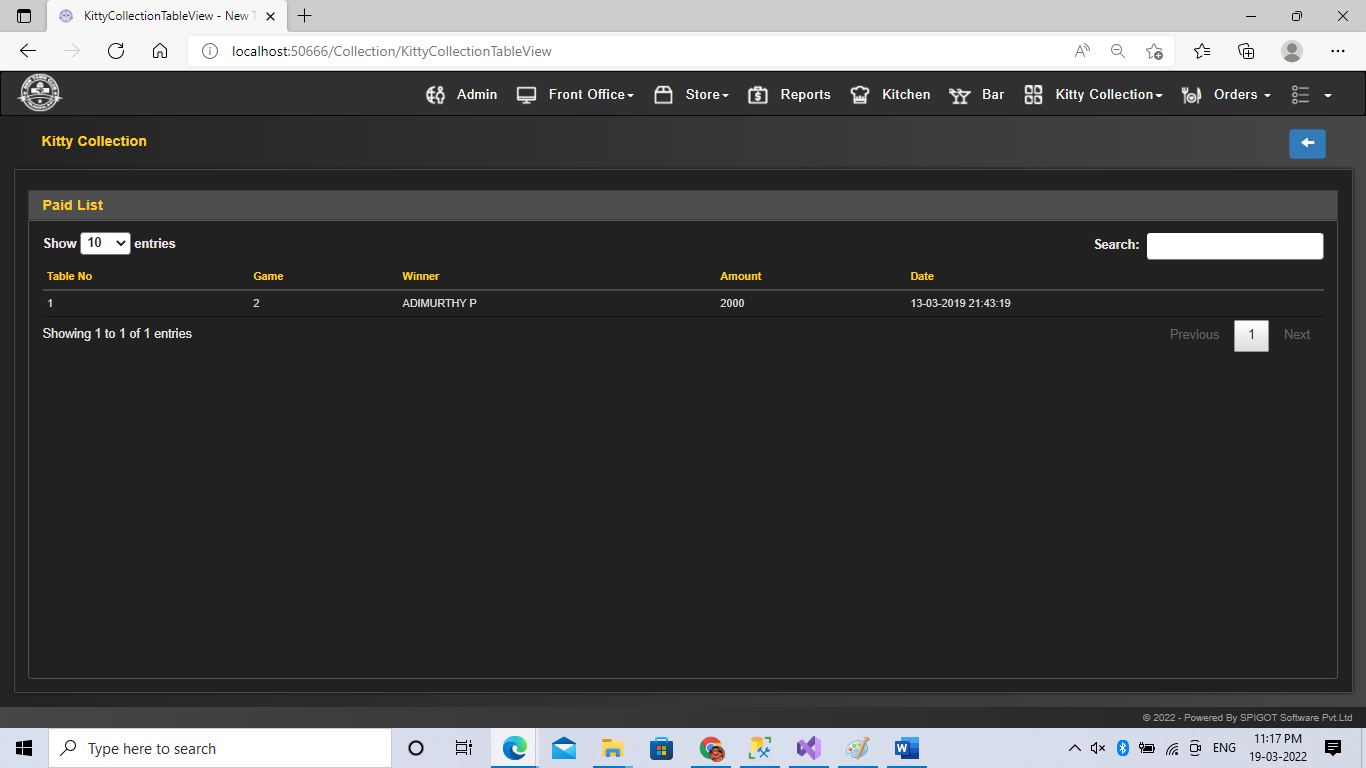 KittyCollectionTableView - New T
localhost:50666/Collection/KittyCollectionTableView
Admin Front Office Store Reports Kitchen Bar Kitty Collection Orders
Kitty Collection
Paid List
Show 10 entries Search:
Table No Game Winner Amount Date
1 2 ADIMURTHY P 2000 13-03-2019 21:43:19
Showing 1 to 1 of 1 entries Previous 1 Next
© 2022 - Powered By SPIGOT Software Pvt.Ltd
Type here to search
ENG
11:17 PM
19-03-2022